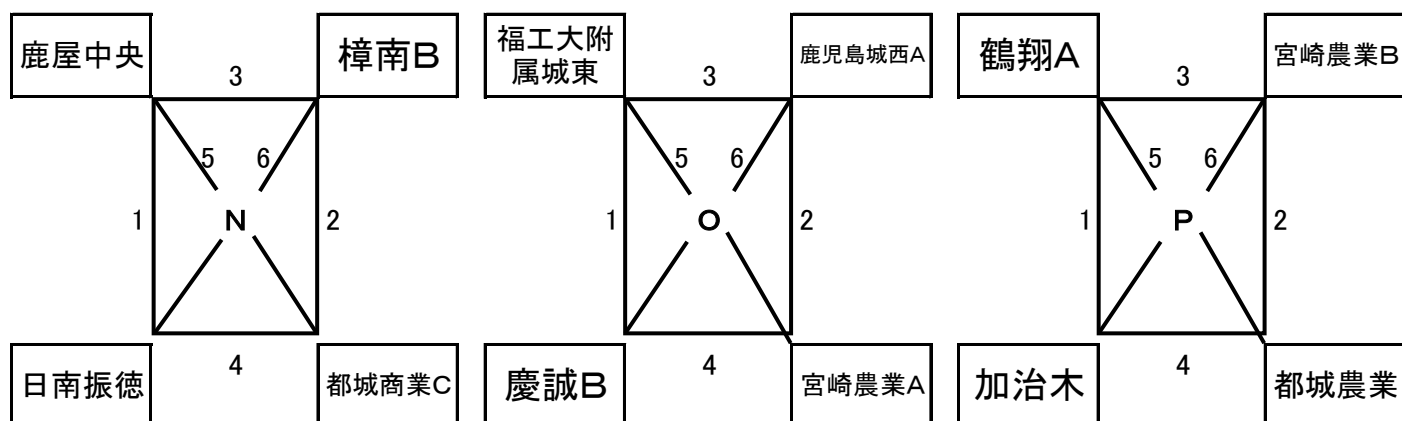 鹿屋中央
樟南B
3
5
6
1
N
2
4
日南振徳
都城商業C
福工大附
属城東
鹿児島城西A
3
5
6
1
O
2
4
慶誠B
宮崎農業A
鶴翔A
宮崎農業B
3
5
6
1
P
2
4
加治木
都城農業